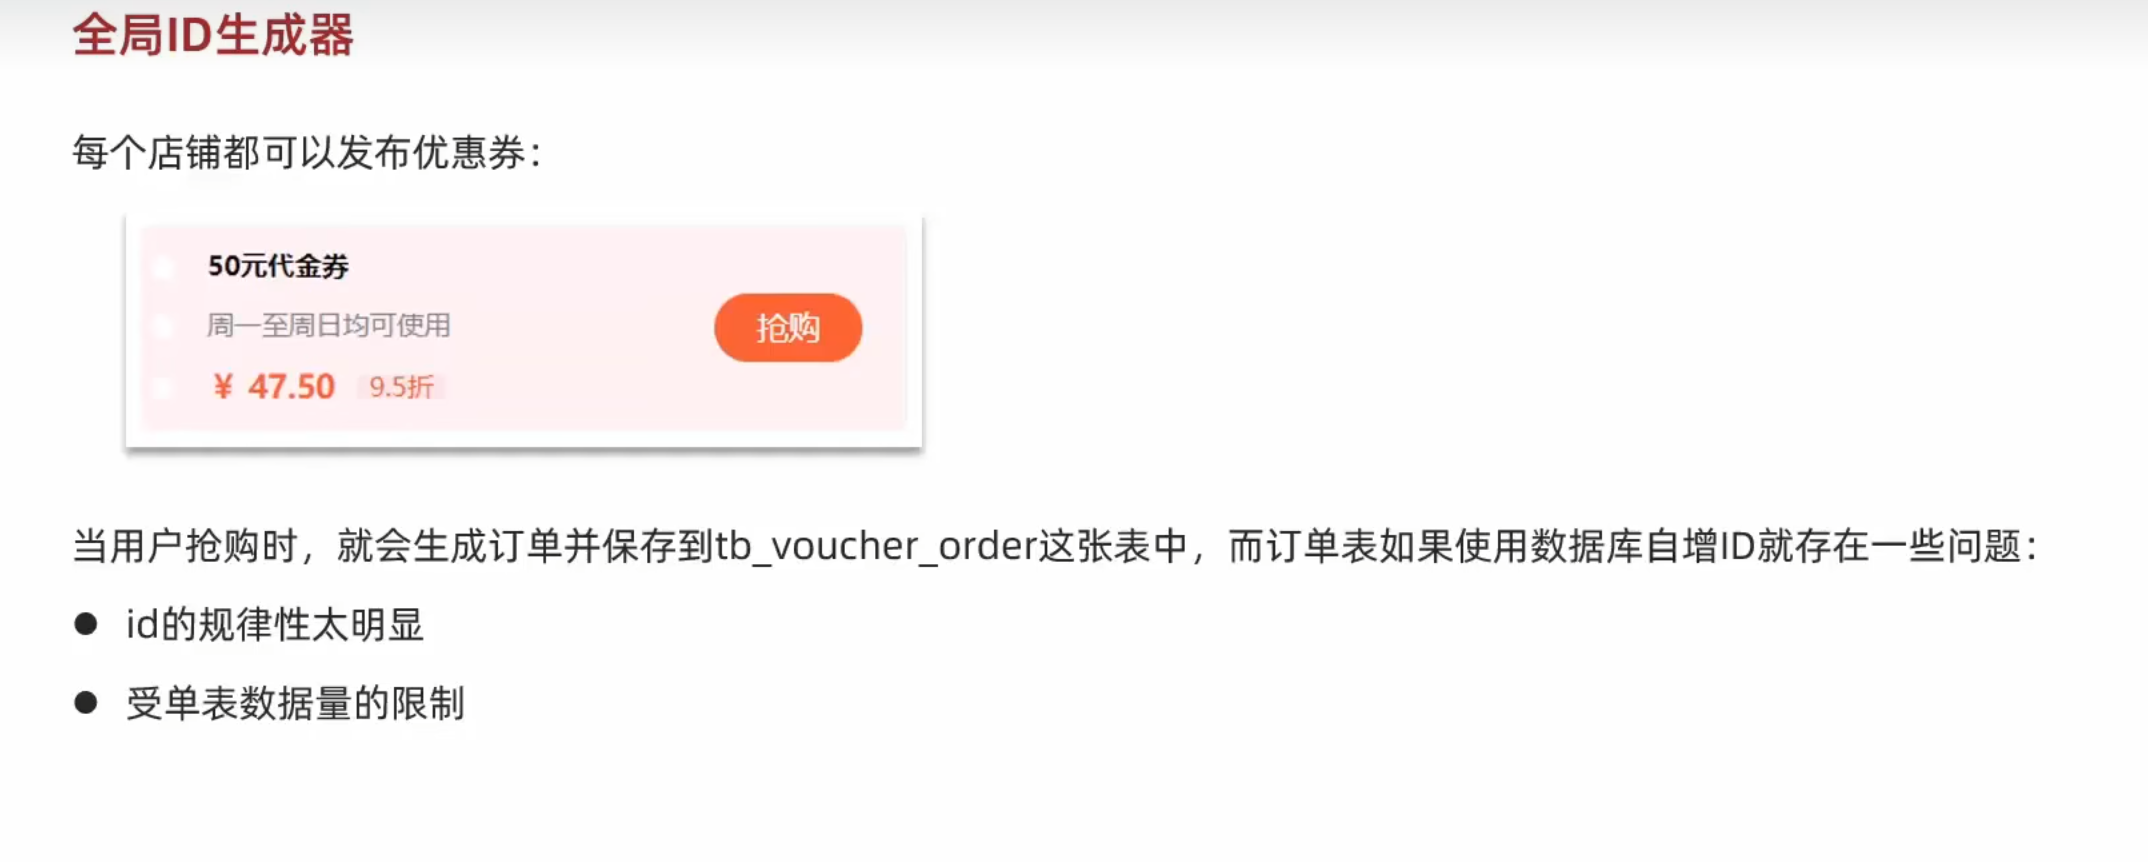 全局ID生成器
每个店铺都可以发布优惠券：
50元代金券
周一至周日均可使用
抢购
¥ 47.50 9.5折
当用户抢购时，就会生成订单并保存到tb_voucher_order这张表中，而订单表如果使用数据库自增ID就存在一些问题：
● id的规律性太明显
● 受单表数据量的限制